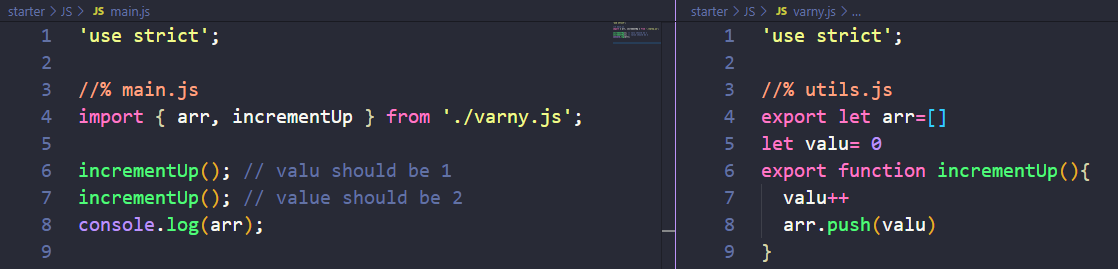 starter > JS > JS main.js
1 'use strict';
2
3 //% main.js
4 import { arr, incrementUp } from './varny.js';
5
6 incrementUp(); // valu should be 1
7 incrementUp(); // value should be 2
8 console.log(arr);
9
starter > JS > JS varny.js > ...
1 'use strict';
2
3 //% utils.js
4 export let arr=[]
5 let valu= 0
6 export function incrementUp(){
7 valu++
8 arr.push(valu)
9 }